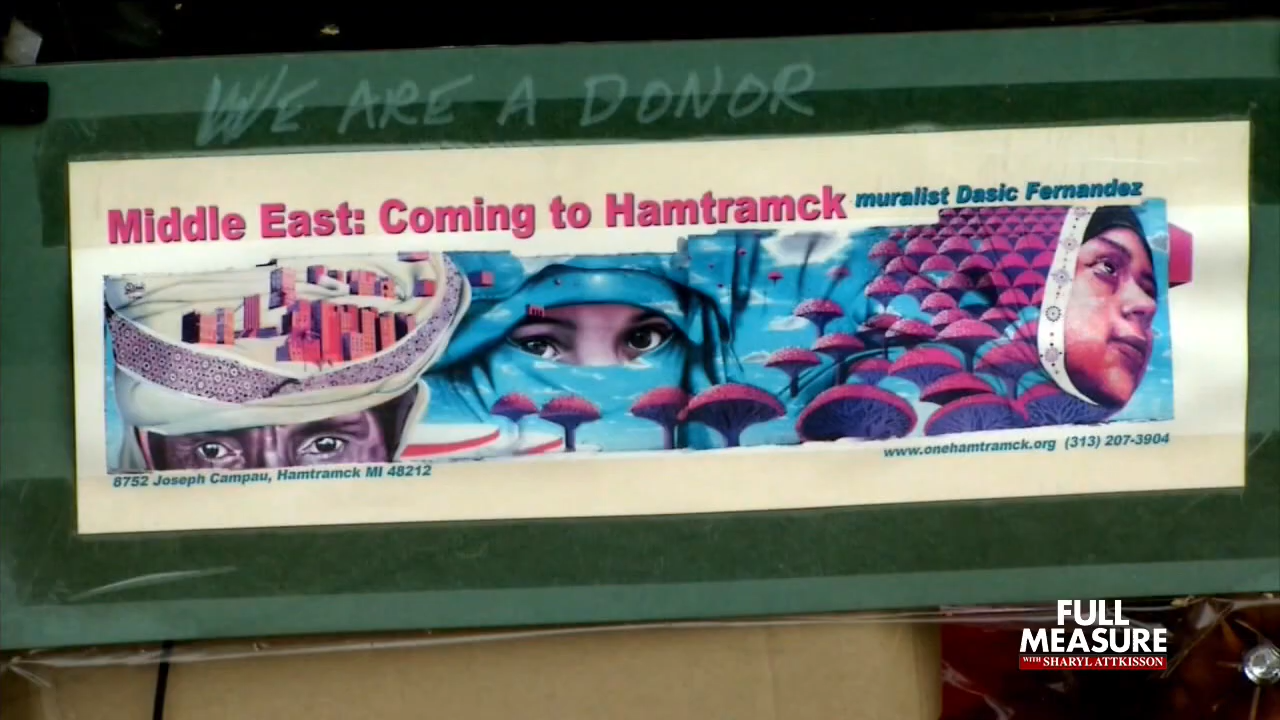 WE ARE A DONOR
Middle East: Coming to Hamtramck muralist Dasic Fernandez
8752 Joseph Campau, Hamtramck MI 48212
www.onehamtramck.org (313) 207-3904
FULL
MEASURE
WITH SHARYL ATTKISSON